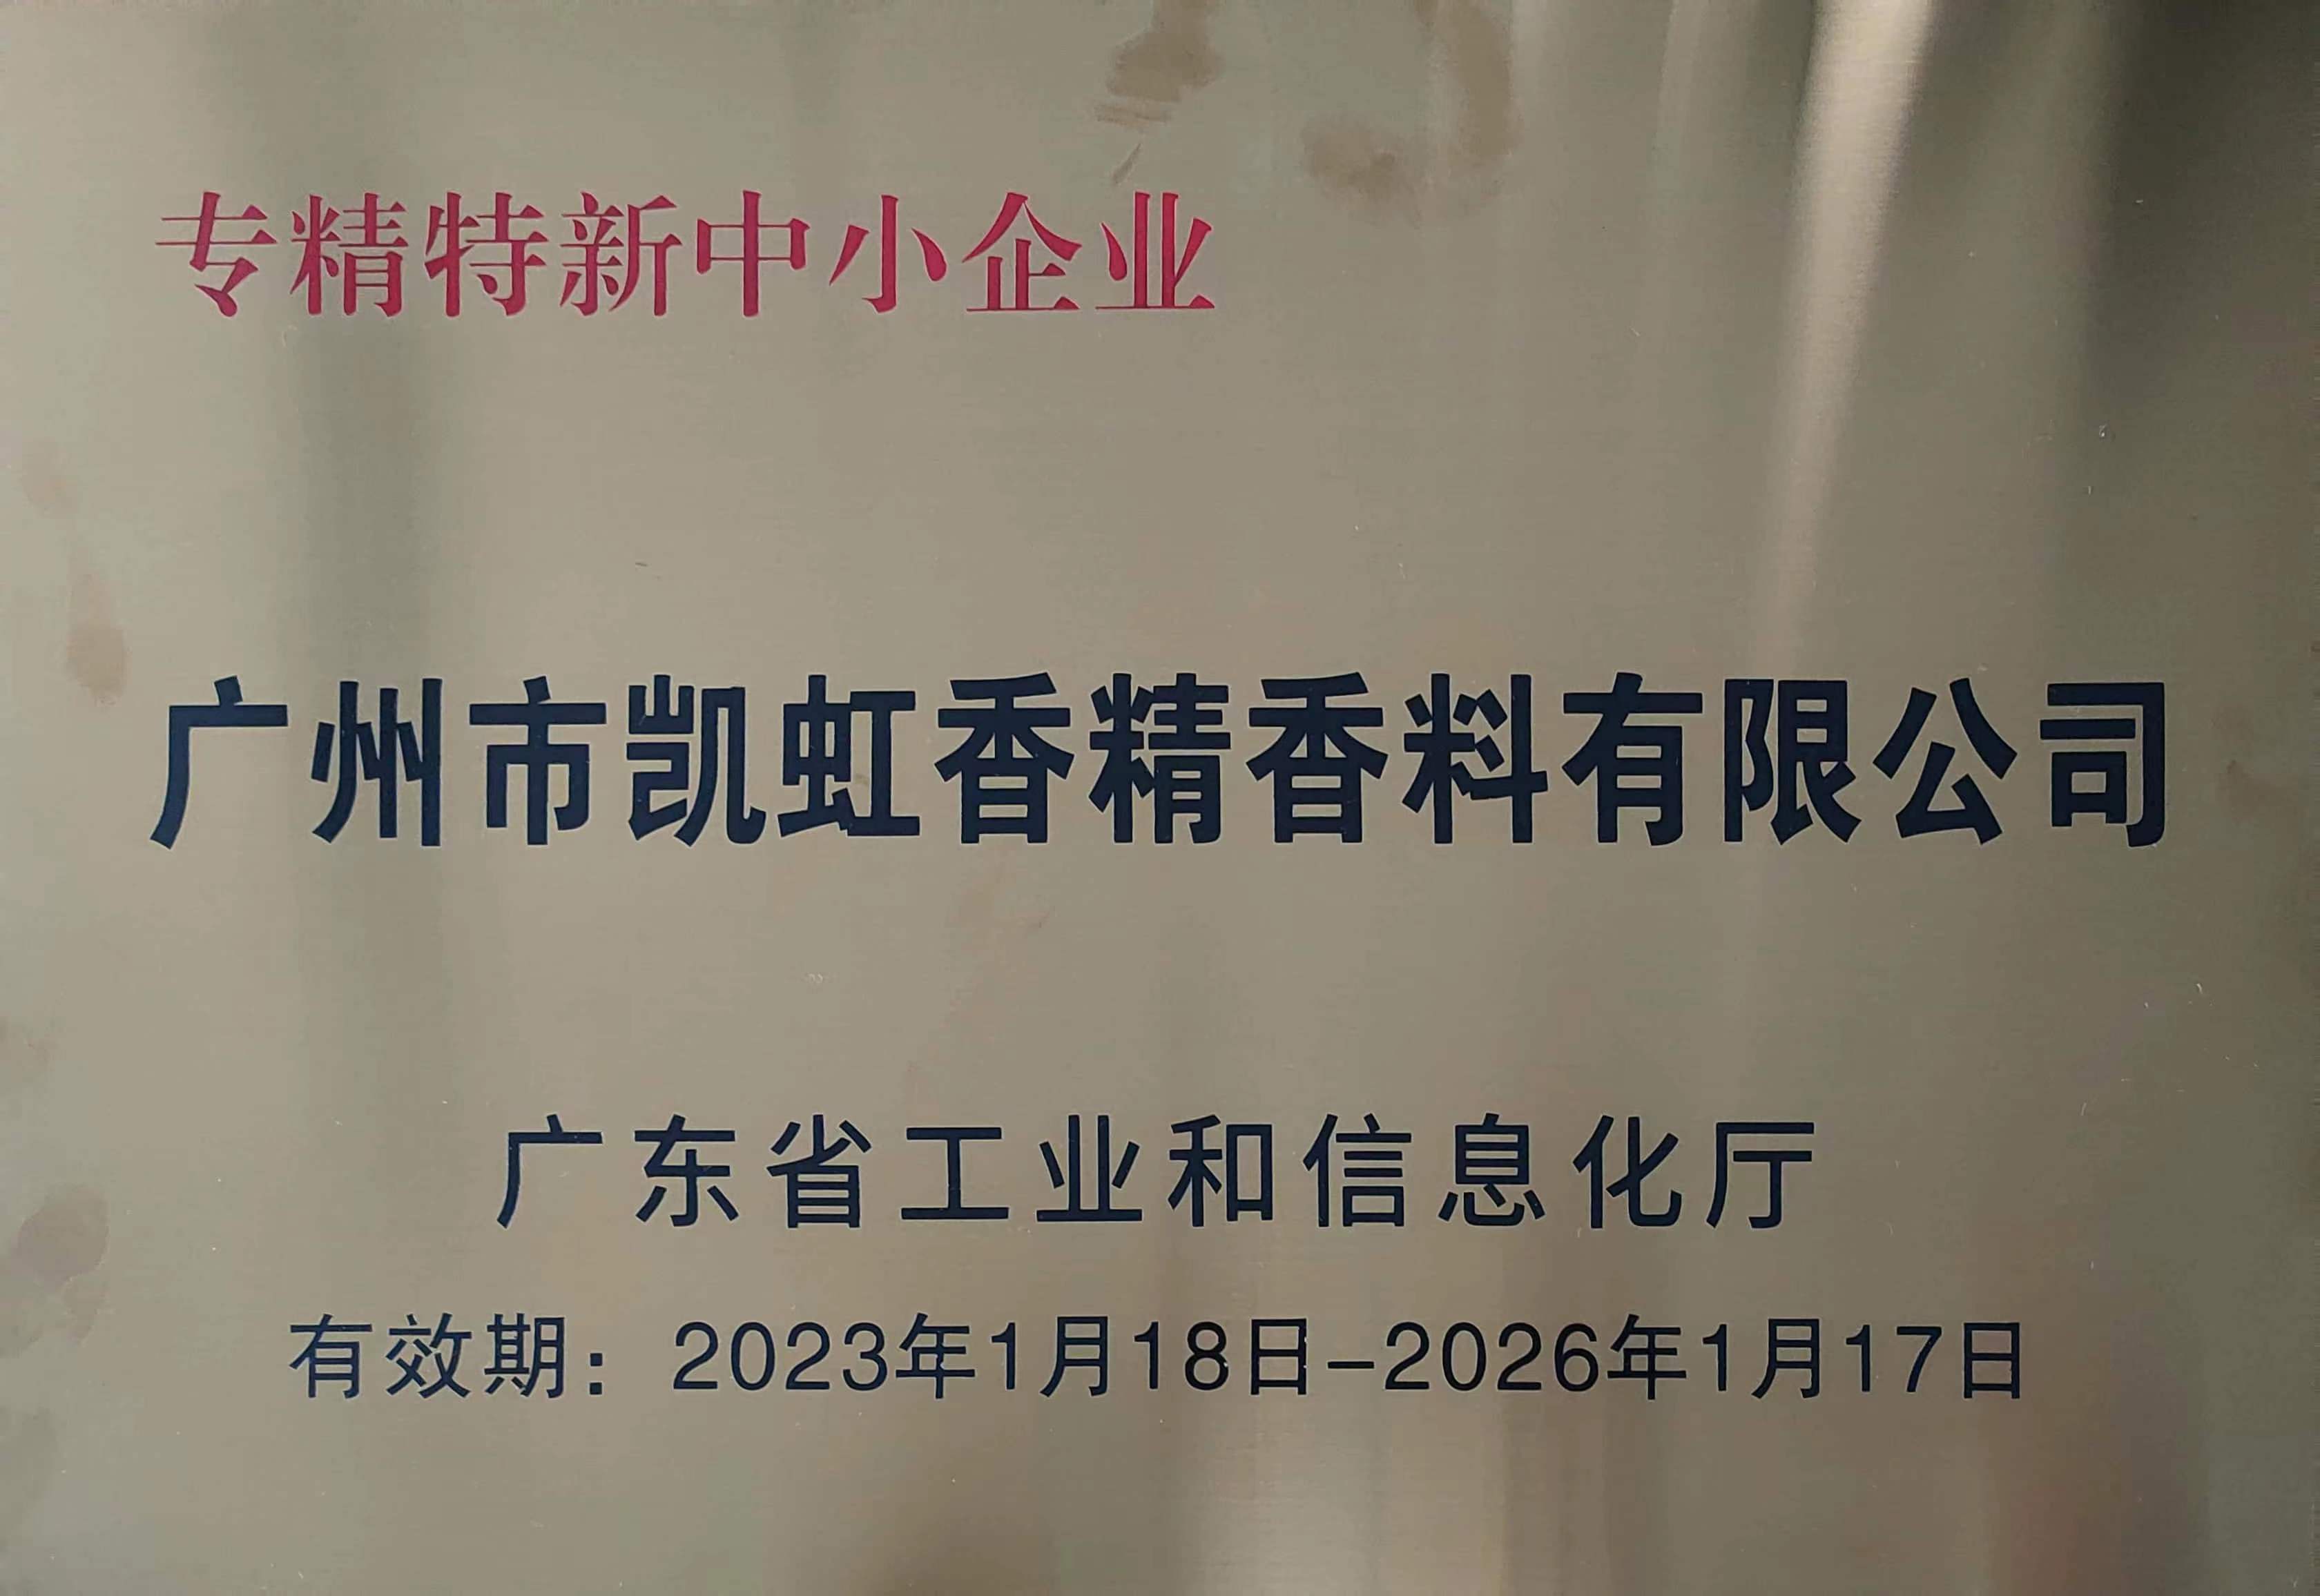 专精特新中小企业
广州市凯虹香精香料有限公司
广东省工业和信息化厅
有效期：2023年1月18日-2026年1月17日